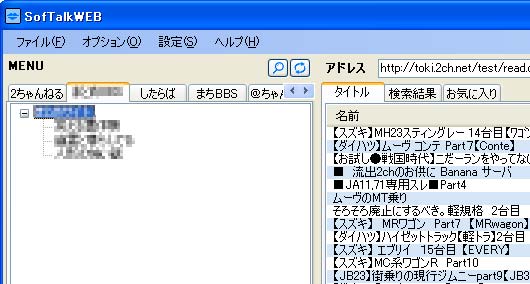 SofTalkWEB
ファイル(F) オプション(O) 設定(S) ヘルプ(H)
MENU
アドレス http://toki.2ch.net/test/read.c
2ちゃんねる したらば まちBBS @ちゃん
タイトル 検索結果 お気に入り
名前
【スズキ】MH23スティングレー 14台目【ワゴン
【ダイハツ】ムーヴ コンテ Part7【Conte】
【お試し●戦国時代】こだーランをやってな
■ 流出2chのお供に Banana サーバ
■JA11,71専用スレ■Part4
ムーヴのMT乗り
そろそろ廃止にするべき。軽規格 2台目
【スズキ】 MRワゴン Part7 【MRwagon】
【ダイハツ】ハイゼットトラック【軽トラ】2台目
【スズキ】 エブリイ 15台目 【EVERY】
【スズキ】MC系ワゴンR Part10
【JB23】街乗りの現行ジムニーpart9【JB3